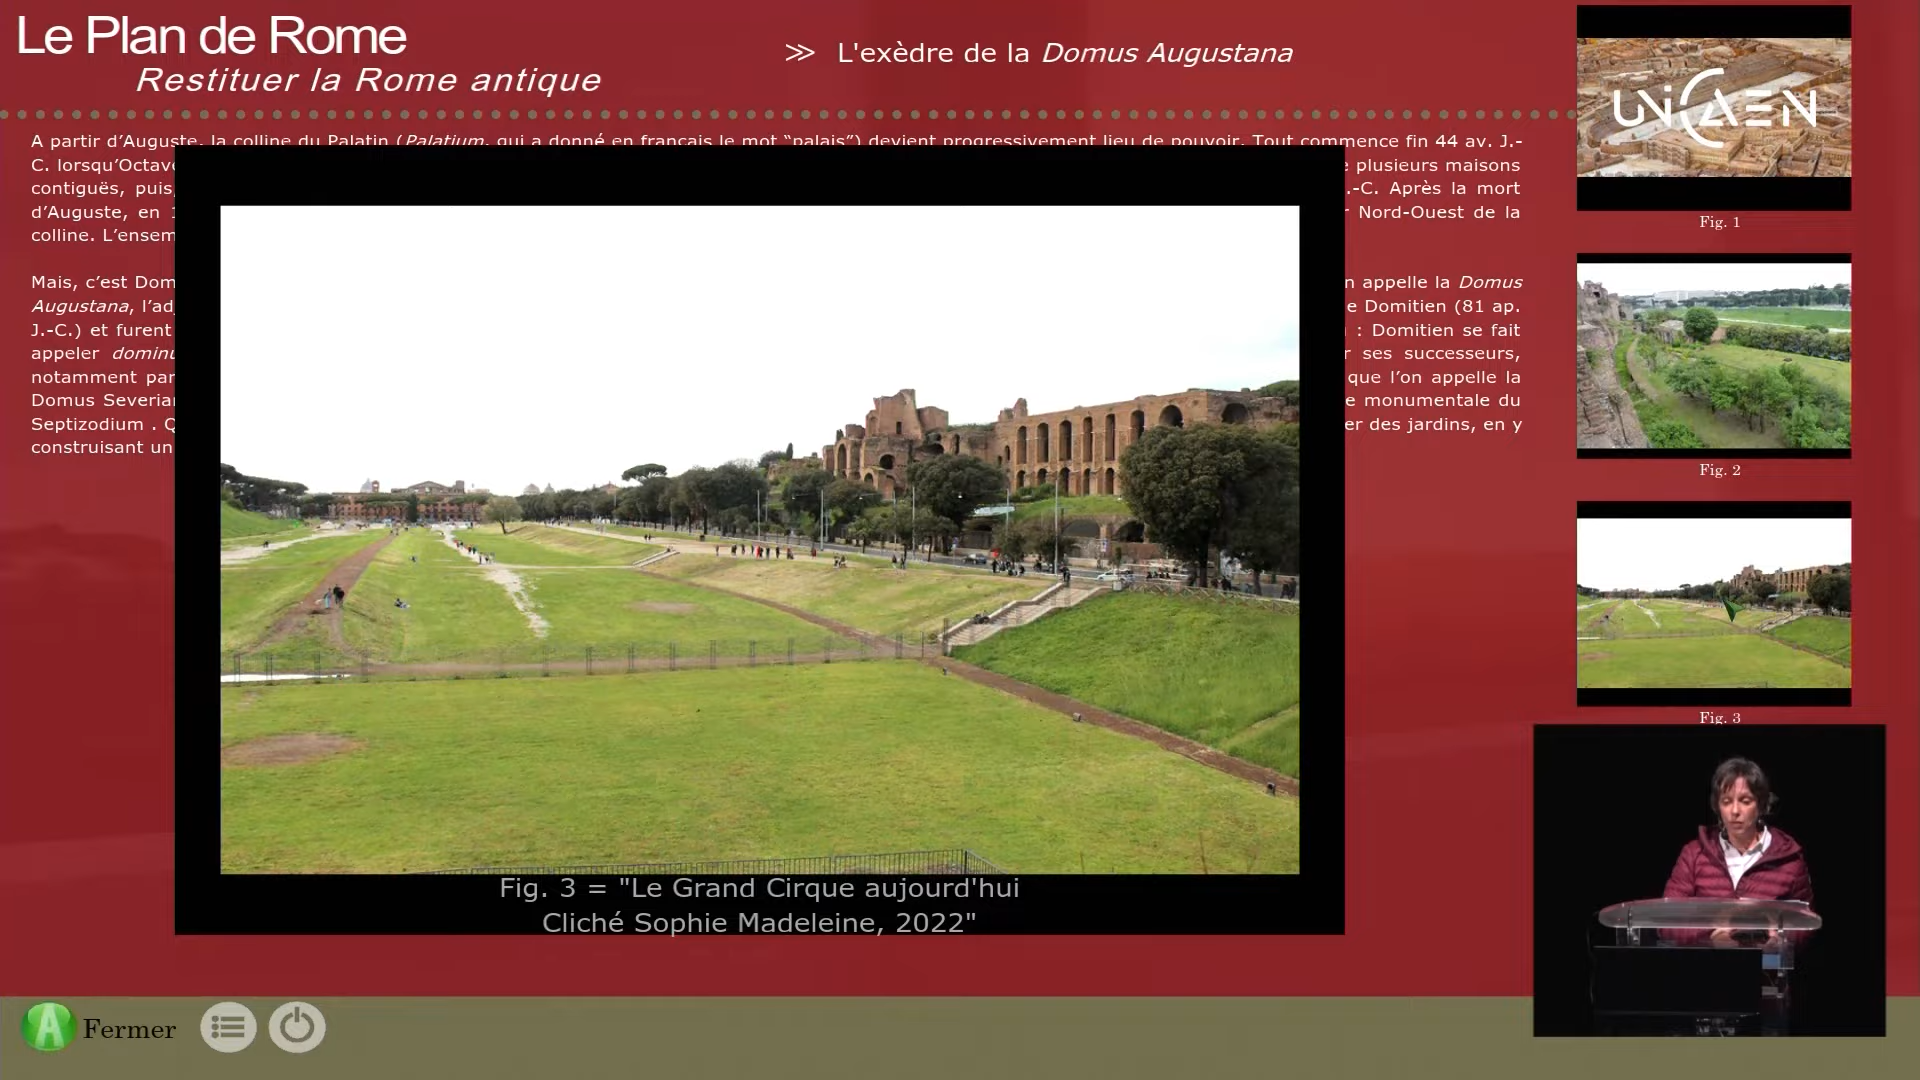 Le Plan de Rome
Restituer la Rome antique
>> L'exèdre de la Domus Augustana
A partir d’Auguste, la colline du Palatin (Palatium, qui a donné en français le mot “palais”) devient progressivement lieu de pouvoir. Tout commence fin 44 av. J.-
C. lorsqu’Octave plusieurs maisons
contiguës, puis, .-C. Après la mort
d’Auguste, en Nord-Ouest de la
colline. L’ensem
Mais, c’est Dom n appelle la Domus
Augustana, l’ad e Domitien (81 ap.
J.-C.) et furent : Domitien se fait
appeler dominu r ses successeurs,
notamment par que l’on appelle la
Domus Severian e monumentale du
Septizodium . Q er des jardins, en y
construisant un
Fig. 3 = "Le Grand Cirque aujourd'hui
Cliché Sophie Madeleine, 2022"
UNICAEN
Fig. 1
Fig. 2
Fig. 3
A Fermer